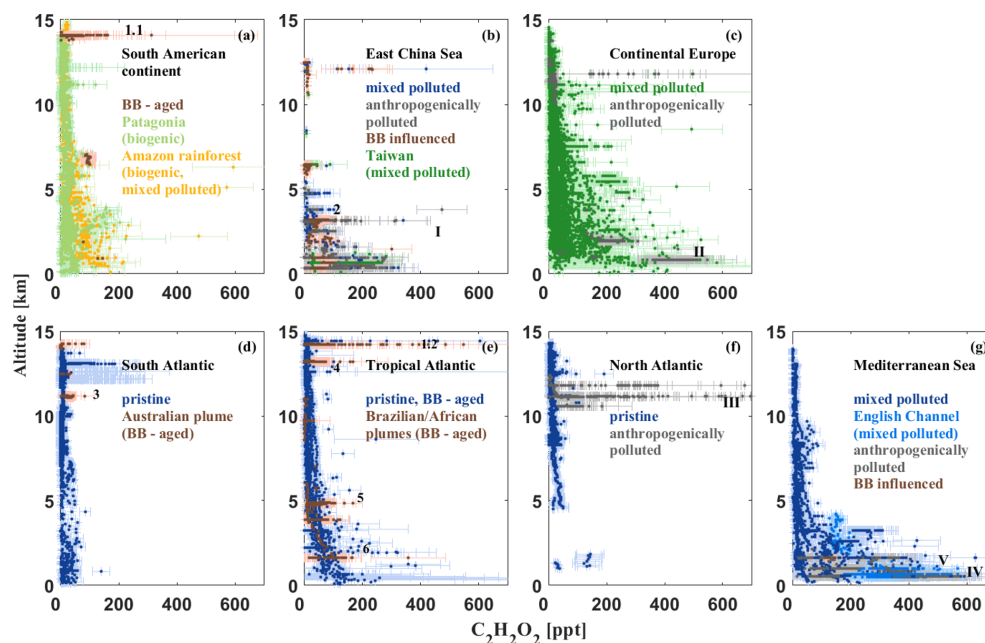 15
10
5
0
0
200
400
600
1.1
(a)
South American
continent
BB - aged
Patagonia
(biogenic)
Amazon rainforest
(biogenic,
mixed polluted)
15
10
5
0
0
200
400
600
(b)
East China Sea
mixed polluted
anthropogenically
polluted
BB influenced
Taiwan
(mixed polluted)
2
I
15
10
5
0
0
200
400
600
(c)
Continental Europe
mixed polluted
anthropogenically
polluted
II
Altitude [km]
15
10
5
0
0
200
400
600
(d)
South Atlantic
pristine
Australian plume
(BB - aged)
3
15
10
5
0
0
200
400
600
(e)
1.2
Tropical Atlantic
4
pristine, BB - aged
Brazilian/African
plumes (BB - aged)
5
6
15
10
5
0
0
200
400
600
(f)
North Atlantic
pristine
anthropogenically
polluted
III
15
10
5
0
0
200
400
600
(g)
Mediterranean Sea
mixed polluted
English Channel
(mixed polluted)
anthropogenically
polluted
BB influenced
V
IV
C₂H₂O₂ [ppt]